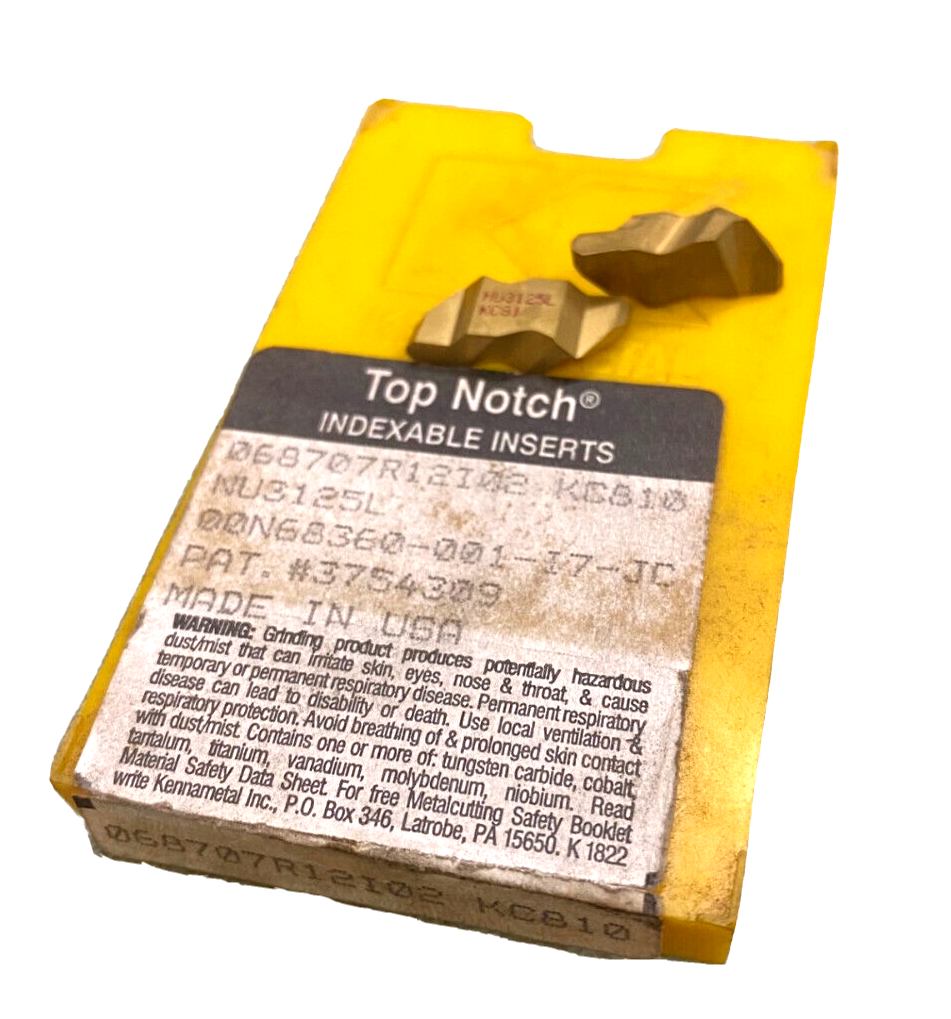 NU3125L
KC81
Top Notch®
INDEXABLE INSERTS
068707R12I02 KC810
NU3125L
00N68360-001-I7-JC
PAT. #3754309
MADE IN USA
WARNING: Grinding product produces potentially hazardous
dust/mist that can irritate skin, eyes, nose & throat, & cause
temporary or permanent respiratory disease. Permanent respiratory
disease can lead to disability or death. Use local ventilation &
respiratory protection. Avoid breathing of & prolonged skin contact
with dust/mist. Contains one or more of: tungsten carbide, cobalt,
tantalum, titanium, vanadium, molybdenum, niobium. Read
Material Safety Data Sheet. For free Metalcutting Safety Booklet
write Kennametal Inc., P.O. Box 346, Latrobe, PA 15650. K 1822
068707R12I02 KC810